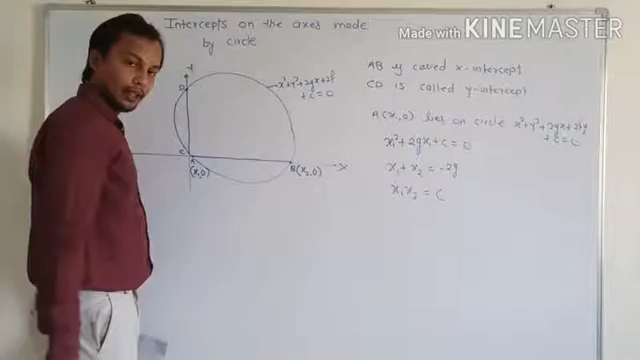 Made with KINEMASTER
Intercepts on the axes made
by circle
Y
D
x²+y²+2gx+2fy
+c=0
C
A
(x₁,0)
B(x₂,0)
X
AB is called x-intercept
CD is called y-intercept
A(x₁,0) lies on circle x²+y²+2gx+2fy
+c=0
x₁²+2gx₁+c=0
x₁+x₂=-2g
x₁x₂=c